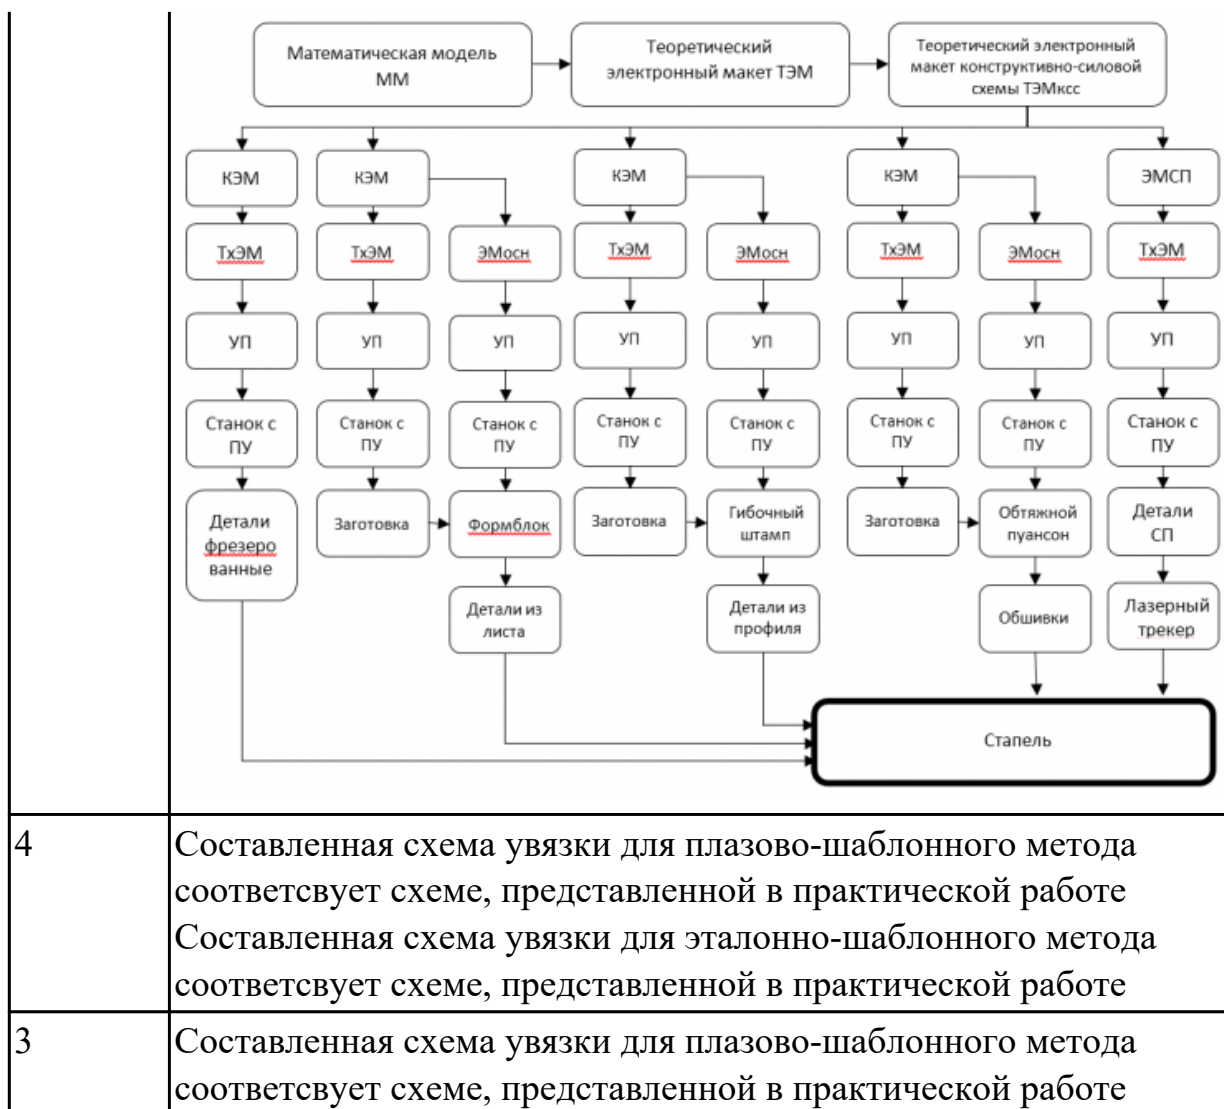 Математическая модель
ММ
Теоретический
электронный макет ТЭМ
Теоретический электронный
макет конструктивно-силовой
схемы ТЭМксс
КЭМ
КЭМ
КЭМ
КЭМ
ЭМСП
ТхЭМ
ТхЭМ
ЭМосн
ТхЭМ
ЭМосн
ТхЭМ
ЭМосн
ТхЭМ
УП
УП
УП
УП
УП
УП
УП
УП
Станок с
ПУ
Станок с
ПУ
Станок с
ПУ
Станок с
ПУ
Станок с
ПУ
Станок с
ПУ
Станок с
ПУ
Станок с
ПУ
Детали
фрезеро
ванные
Заготовка
Формблок
Заготовка
Гибочный
штамп
Заготовка
Обтяжной
пуансон
Детали
СП
Детали из
листа
Детали из
профиля
Обшивки
Лазерный
трекер
Стапель
4
Составленная схема увязки для плазово-шаблонного метода
соответсвует схеме, представленной в практической работе
Составленная схема увязки для эталонно-шаблонного метода
соответсвует схеме, представленной в практической работе
3
Составленная схема увязки для плазово-шаблонного метода
соответсвует схеме, представленной в практической работе